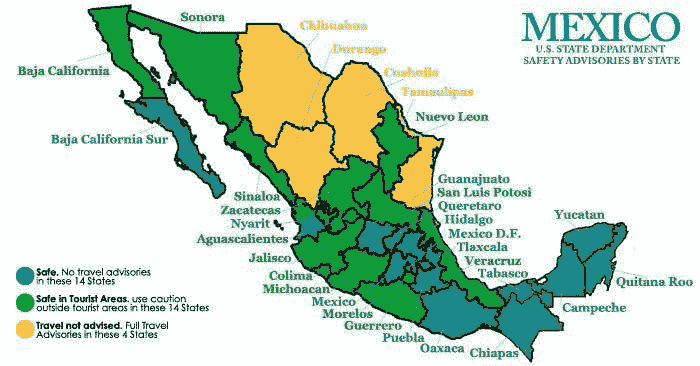 MEXICO
U.S. STATE DEPARTMENT
SAFETY ADVISORIES BY STATE
Sonora
Chihuahua
Durango
Coahuila
Tamaulipas
Nuevo Leon
Baja California
Baja California Sur
Guanajuato
San Luis Potosi
Queretaro
Hidalgo
Mexico D.F.
Tlaxcala
Veracruz
Tabasco
Yucatan
Quitana Roo
Campeche
Sinaloa
Zacatecas
Nyarit
Aguascalientes
Jalisco
Colima
Michoacan
Mexico
Morelos
Guerrero
Puebla
Oaxaca
Chiapas
Safe. No travel advisories
in these 14 States
Safe in Tourist Areas. use caution
outside tourist areas in these 14 States
Travel not advised. Full Travel
Advisories in these 4 States